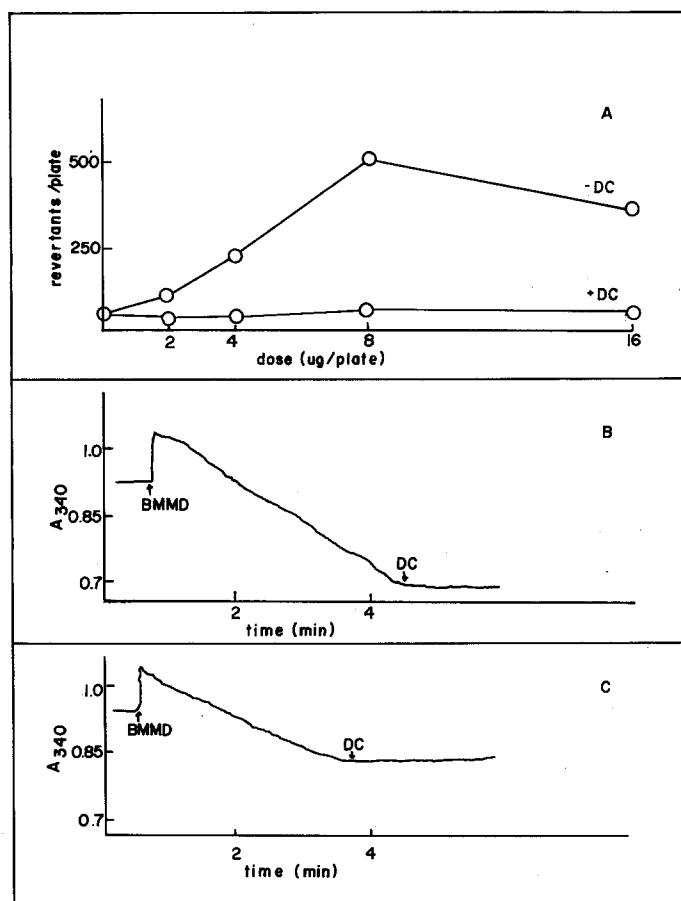 A
revertants/plate
500
250
-DC
+DC
2 4 8 16
dose (ug/plate)
B
A340
1.0
0.85
0.7
BMMD
DC
2 4
time (min)
C
A340
1.0
0.85
0.7
BMMD
DC
2 4
time (min)